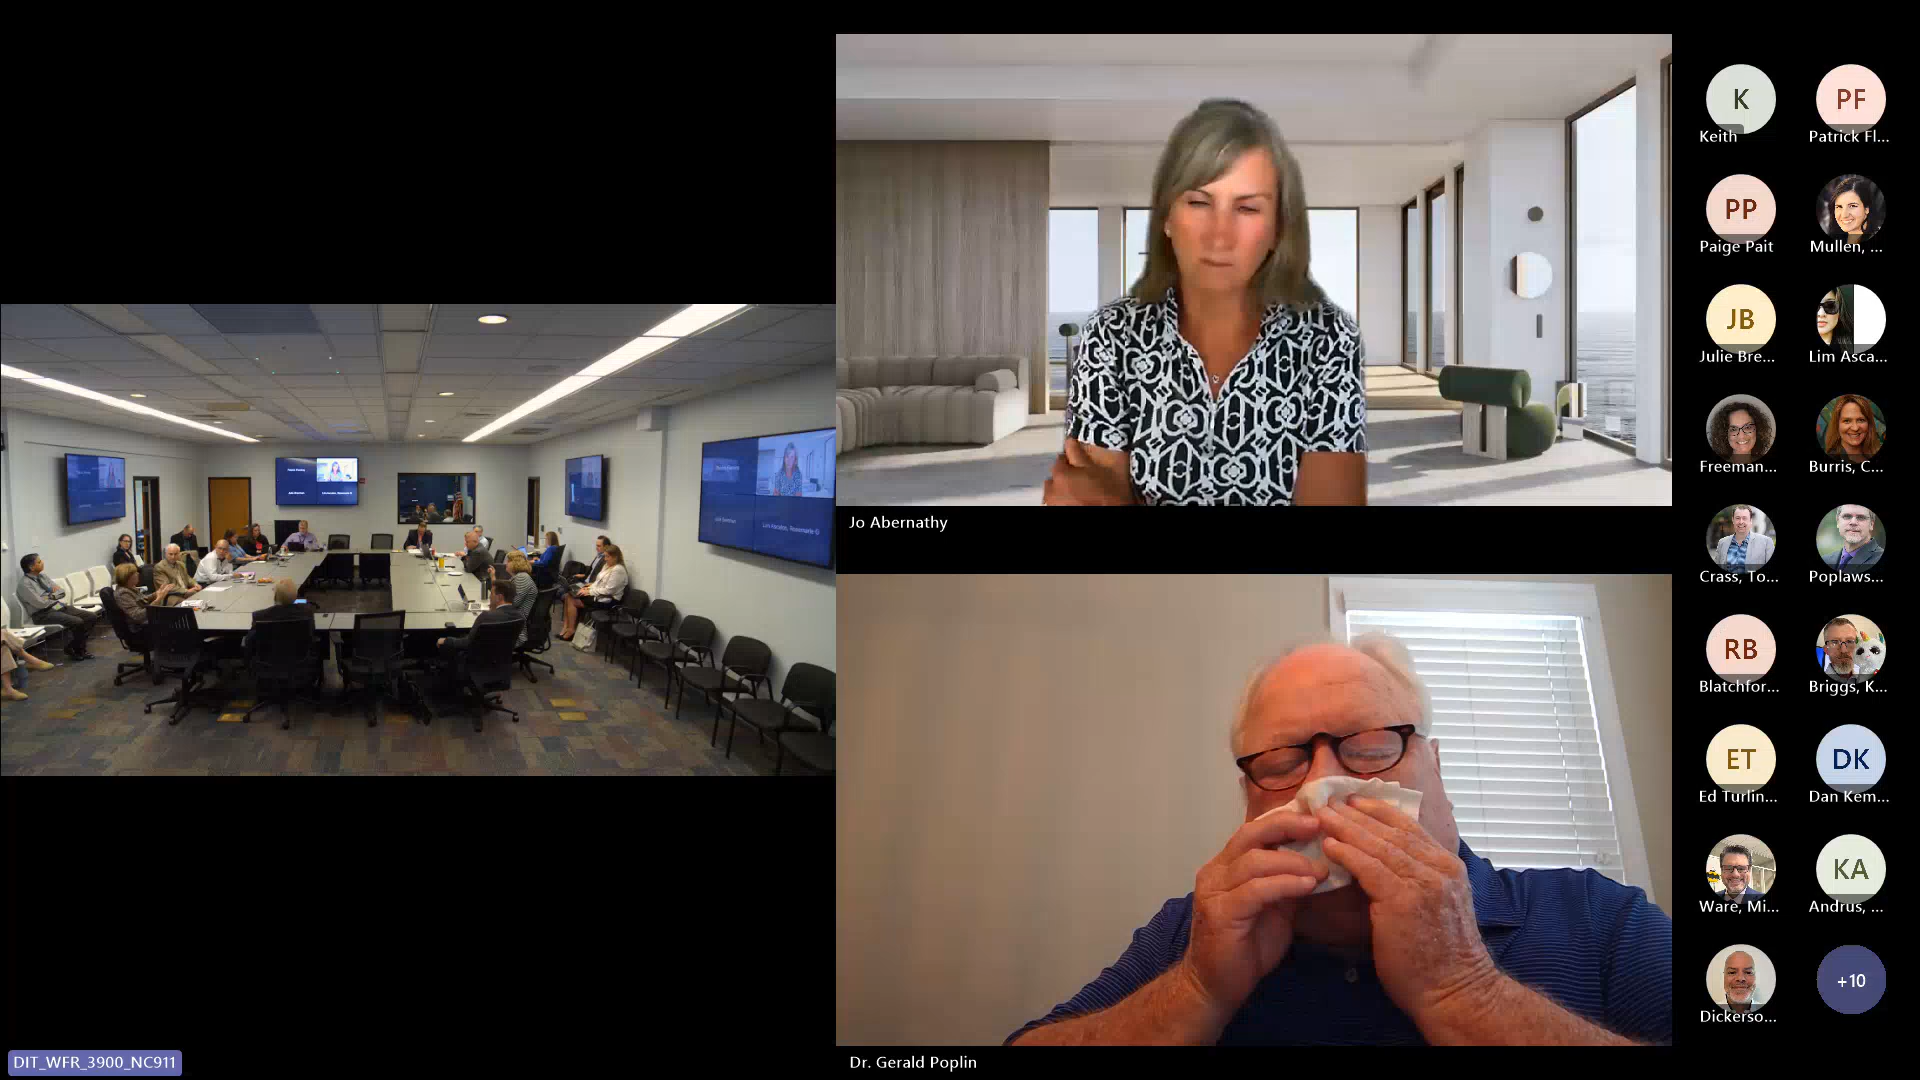 K
PF
Keith
Patrick Fl...
PP
Paige Pait
Mullen, ...
JB
Julie Bre...
Lim Asca...
Freeman...
Burris, C...
Jo Abernathy
Crass, To...
Poplaws...
RB
Blatchfor...
Briggs, K...
ET
DK
Ed Turlin...
Dan Kem...
KA
Ware, Mi...
Andrus, ...
+10
Dickerso...
DIT_WFR_3900_NC911
Dr. Gerald Poplin